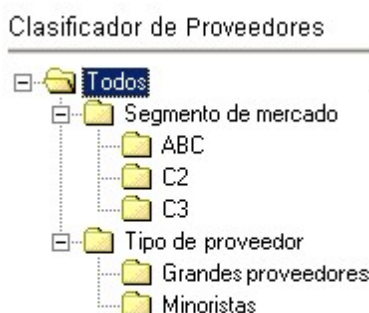 Clasificador de Proveedores
Todos
Segmento de mercado
ABC
C2
C3
Tipo de proveedor
Grandes proveedores
Minoristas